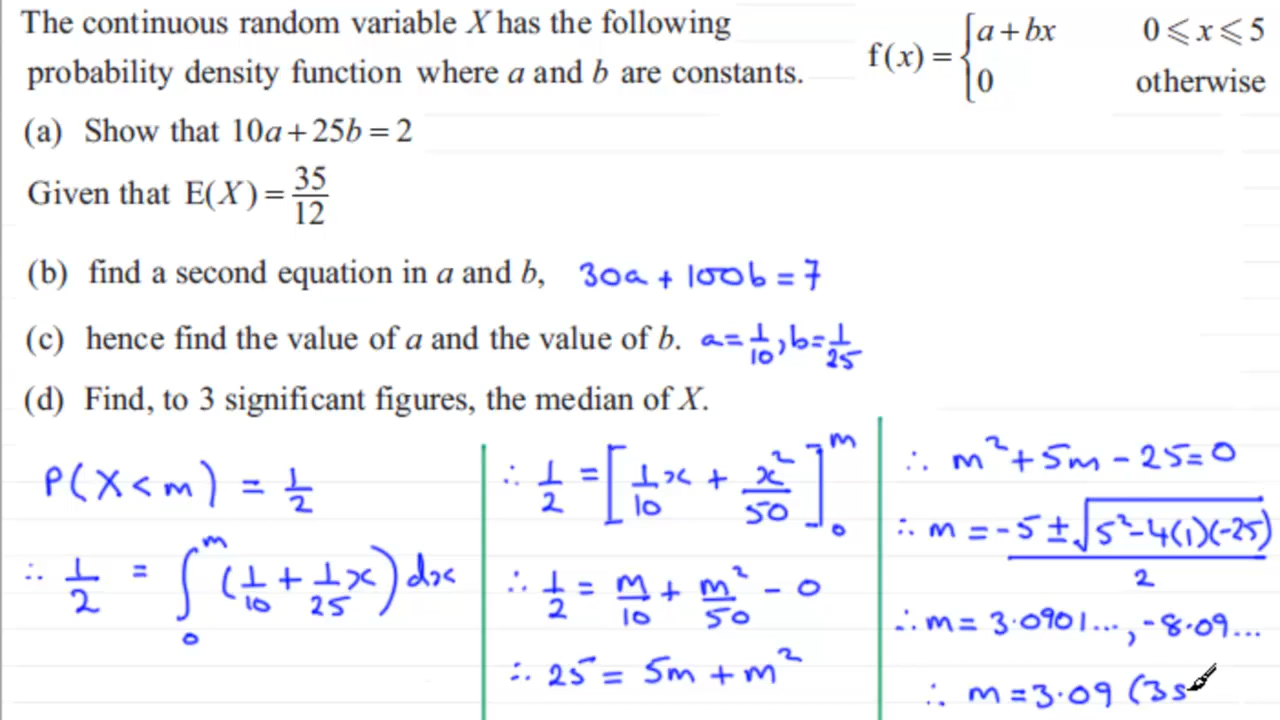 The continuous random variable X has the following
probability density function where a and b are constants.
f(x) = { a + bx 0 ⩽ x ⩽ 5
0 otherwise
(a) Show that 10a + 25b = 2
Given that E(X) = 35/12
(b) find a second equation in a and b, 30a + 100b = 7
(c) hence find the value of a and the value of b. a = 1/10, b = 1/25
(d) Find, to 3 significant figures, the median of X.
P(X < m) = 1/2
∴ 1/2 = ∫₀ᵐ (1/10 + 1/25 x) dx
∴ 1/2 = [1/10 x + x²/50]₀ᵐ
∴ 1/2 = m/10 + m²/50 - 0
∴ 25 = 5m + m²
∴ m² + 5m - 25 = 0
∴ m = -5 ± √(5² - 4(1)(-25)) / 2
∴ m = 3.0901..., -8.09...
∴ m = 3.09 (3s